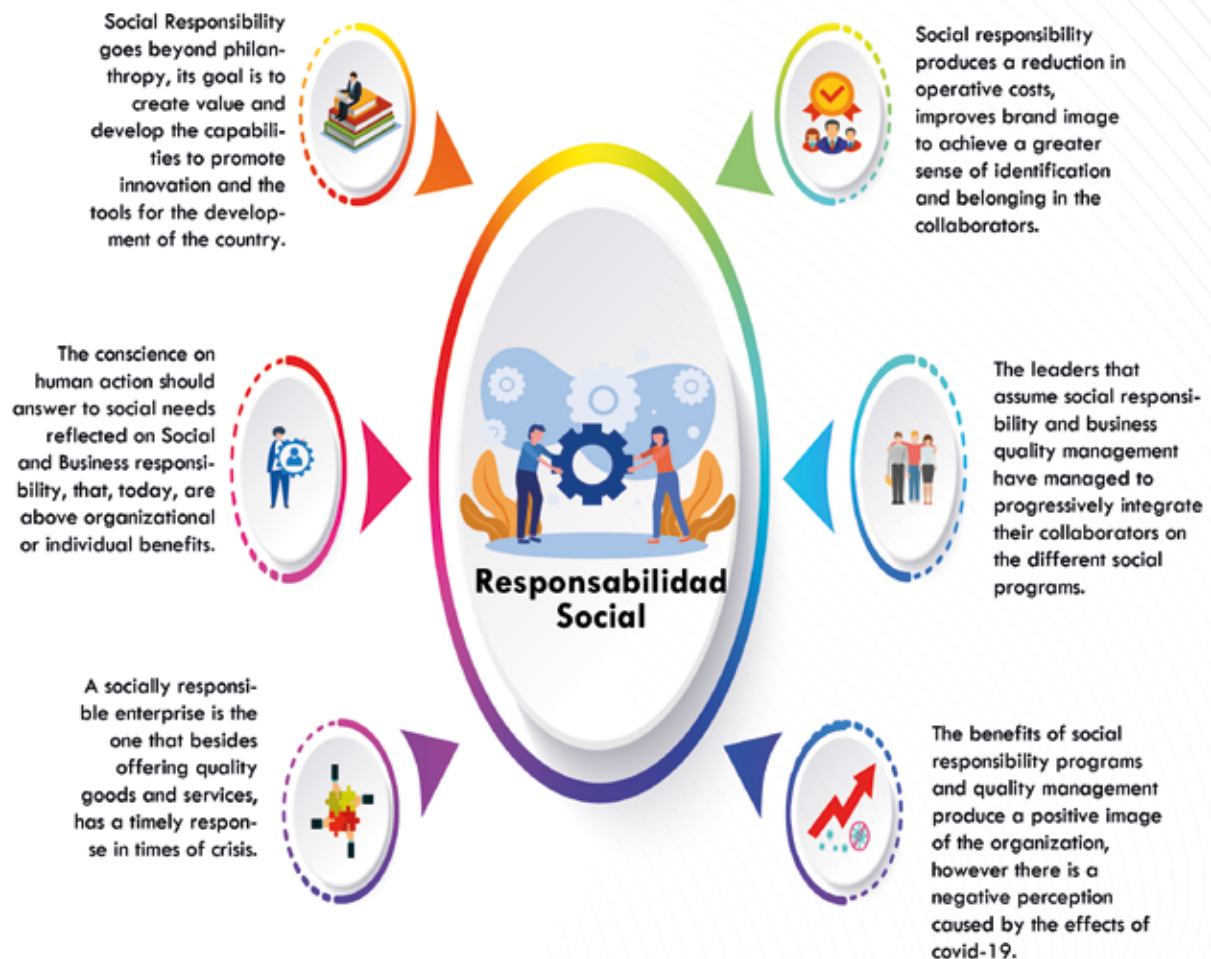 Social Responsibility
goes beyond philan-
thropy, its goal is to
create value and
develop the capabili-
ties to promote
innovation and the
tools for the develop-
ment of the country.
The conscience on
human action should
answer to social needs
reflected on Social
and Business responsi-
bility, that, today, are
above organizational
or individual benefits.
A socially responsi-
ble enterprise is the
one that besides
offering quality
goods and services,
has a timely respon-
se in times of crisis.
Responsabilidad
Social
Social responsibility
produces a reduction in
operative costs,
improves brand image
to achieve a greater
sense of identification
and belonging in the
collaborators.
The leaders that
assume social responsi-
bility and business
quality management
have managed to
progressively integrate
their collaborators on
the different social
programs.
The benefits of social
responsibility programs
and quality management
produce a positive image
of the organization,
however there is a
negative perception
caused by the effects of
covid-19.